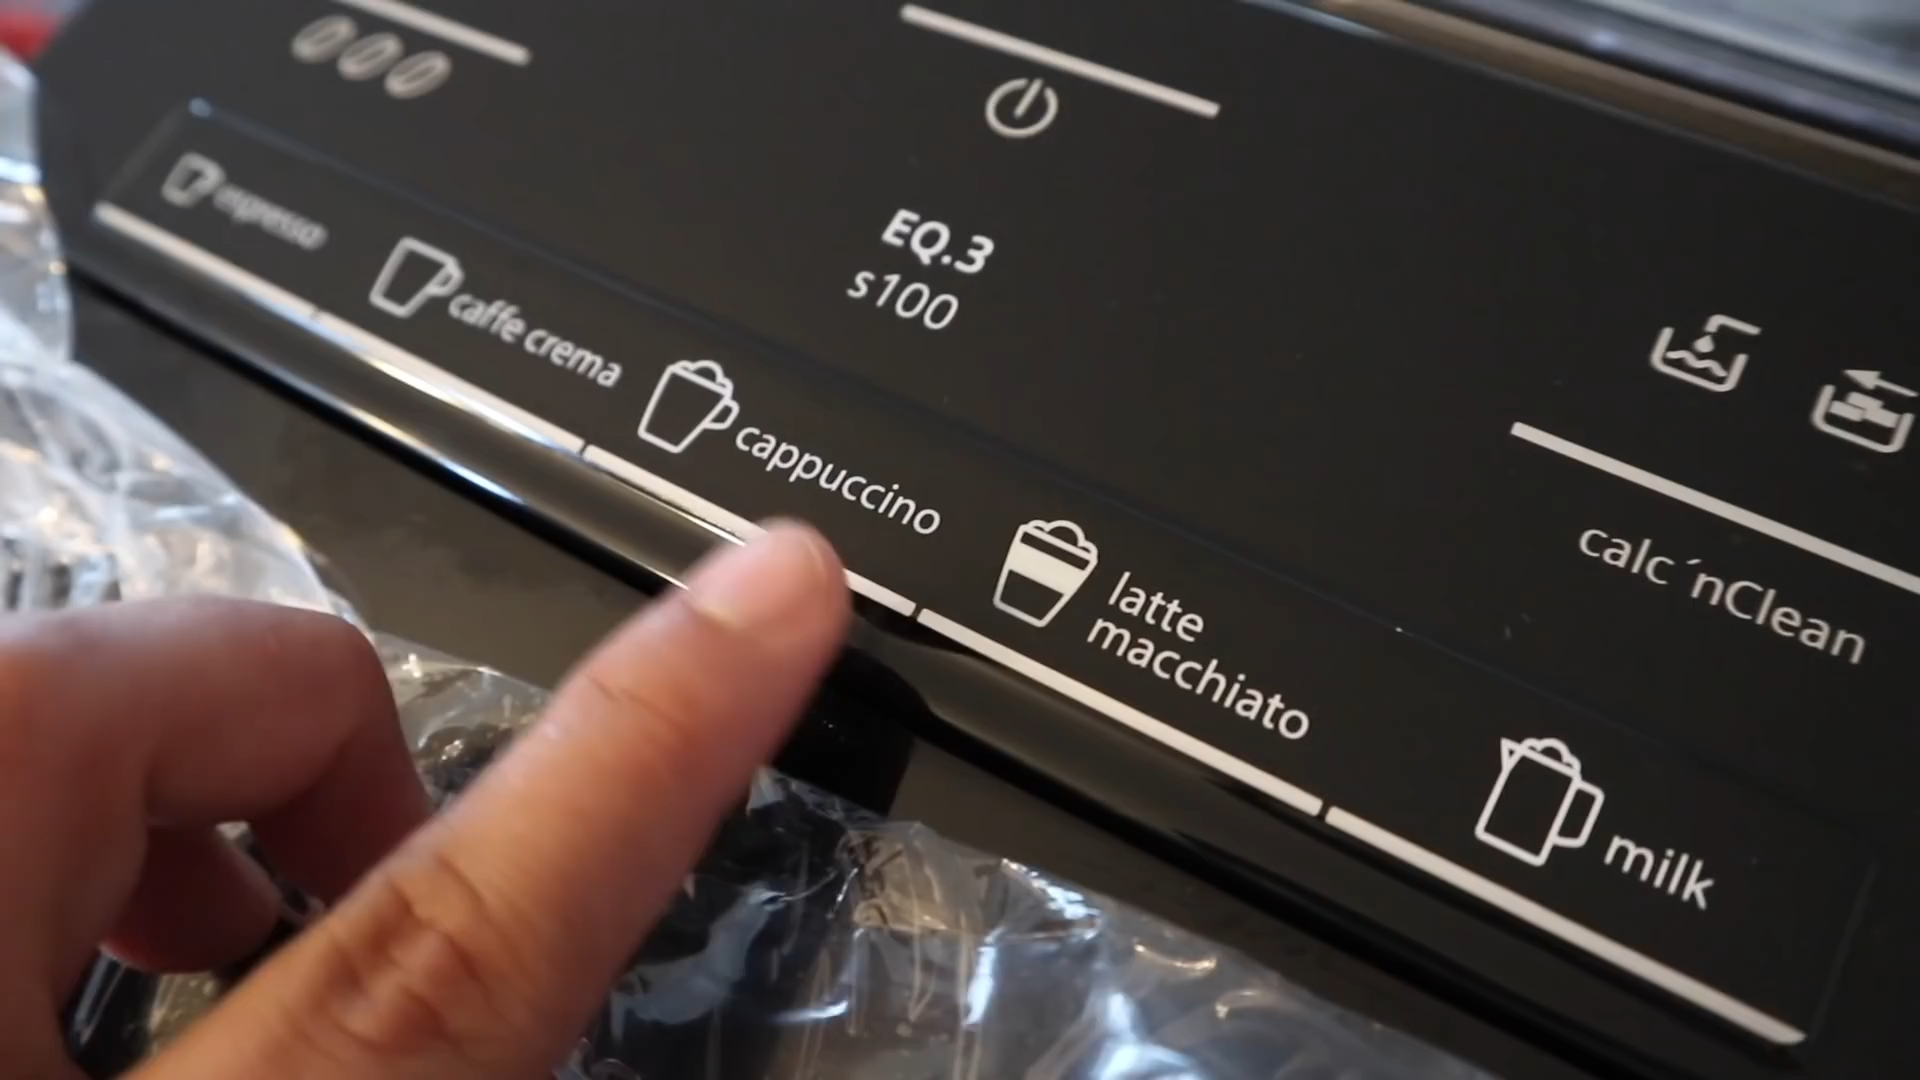 EQ.3
s100
espresso
caffe crema
cappuccino
latte
macchiato
milk
calc´nClean